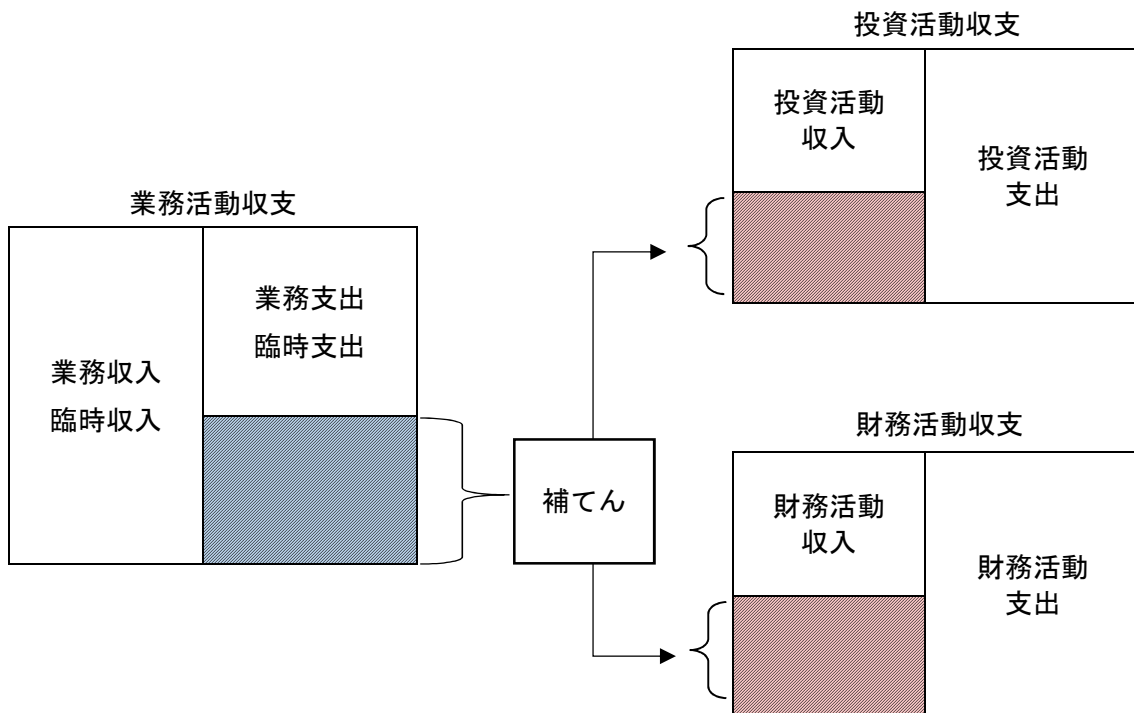 業務活動収支
業務収入
臨時収入
業務支出
臨時支出
補てん
投資活動収支
投資活動
収入
投資活動
支出
財務活動収支
財務活動
収入
財務活動
支出